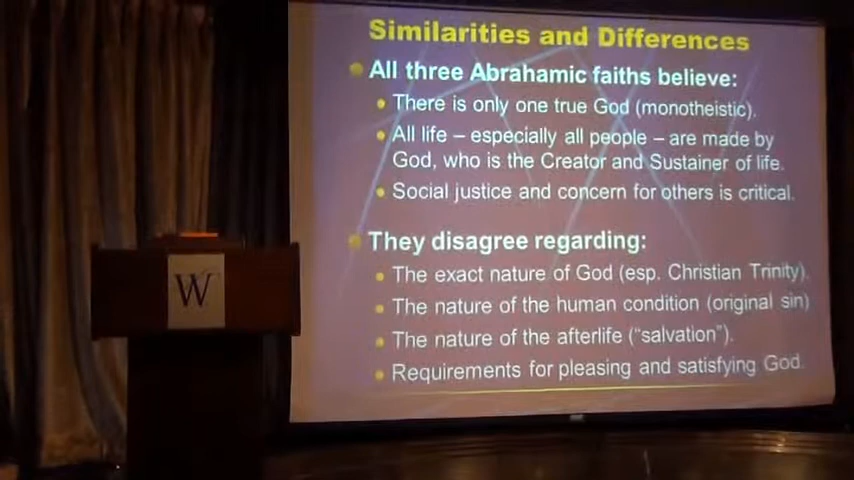 Similarities and Differences
All three Abrahamic faiths believe:
There is only one true God (monotheistic).
All life – especially all people – are made by
God, who is the Creator and Sustainer of life.
Social justice and concern for others is critical.
They disagree regarding:
The exact nature of God (esp. Christian Trinity).
The nature of the human condition (original sin)
The nature of the afterlife (“salvation”).
Requirements for pleasing and satisfying God.
W